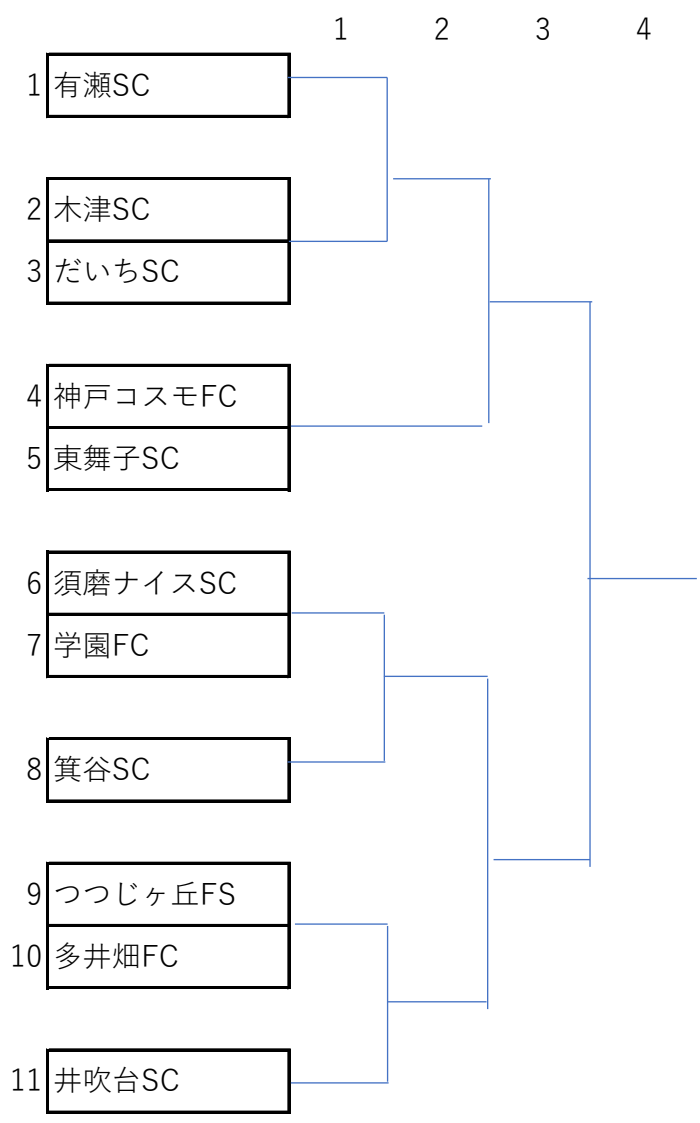 1 2 3 4
1 有瀬SC
2 木津SC
3 だいちSC
4 神戸コスモFC
5 東舞子SC
6 須磨ナイスSC
7 学園FC
8 箕谷SC
9 つつじヶ丘FS
10 多井畑FC
11 井吹台SC